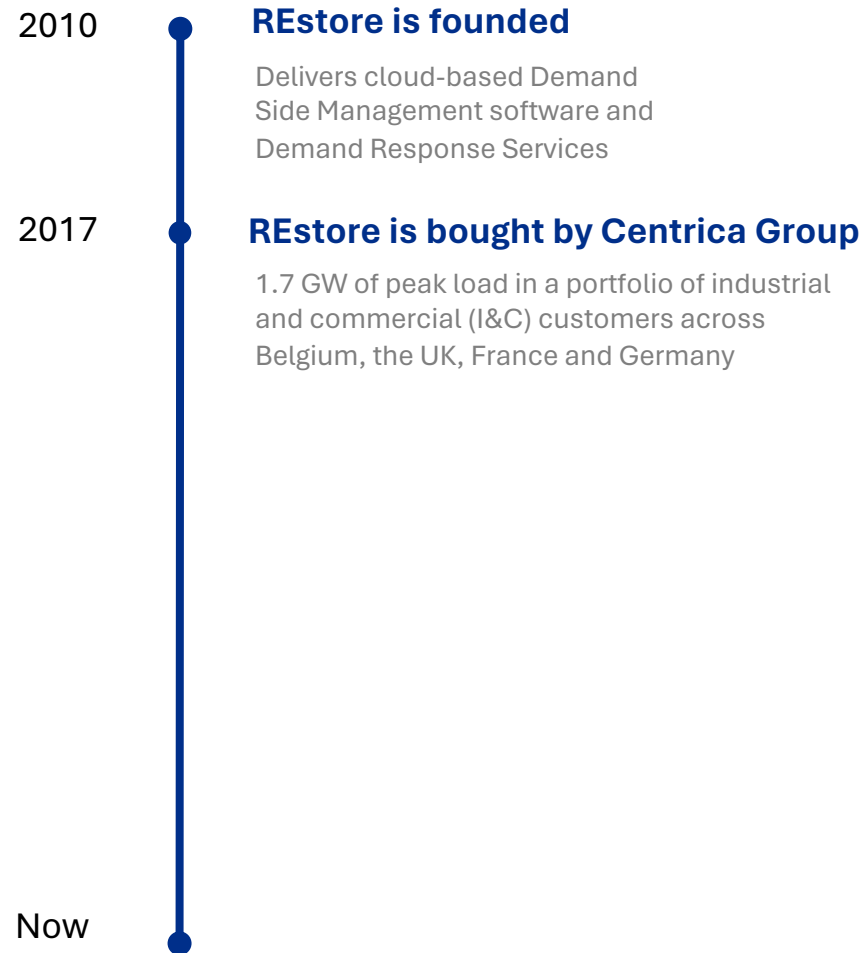 2010
REstore is founded
Delivers cloud-based Demand
Side Management software and
Demand Response Services
2017
REstore is bought by Centrica Group
1.7 GW of peak load in a portfolio of industrial
and commercial (I&C) customers across
Belgium, the UK, France and Germany
Now